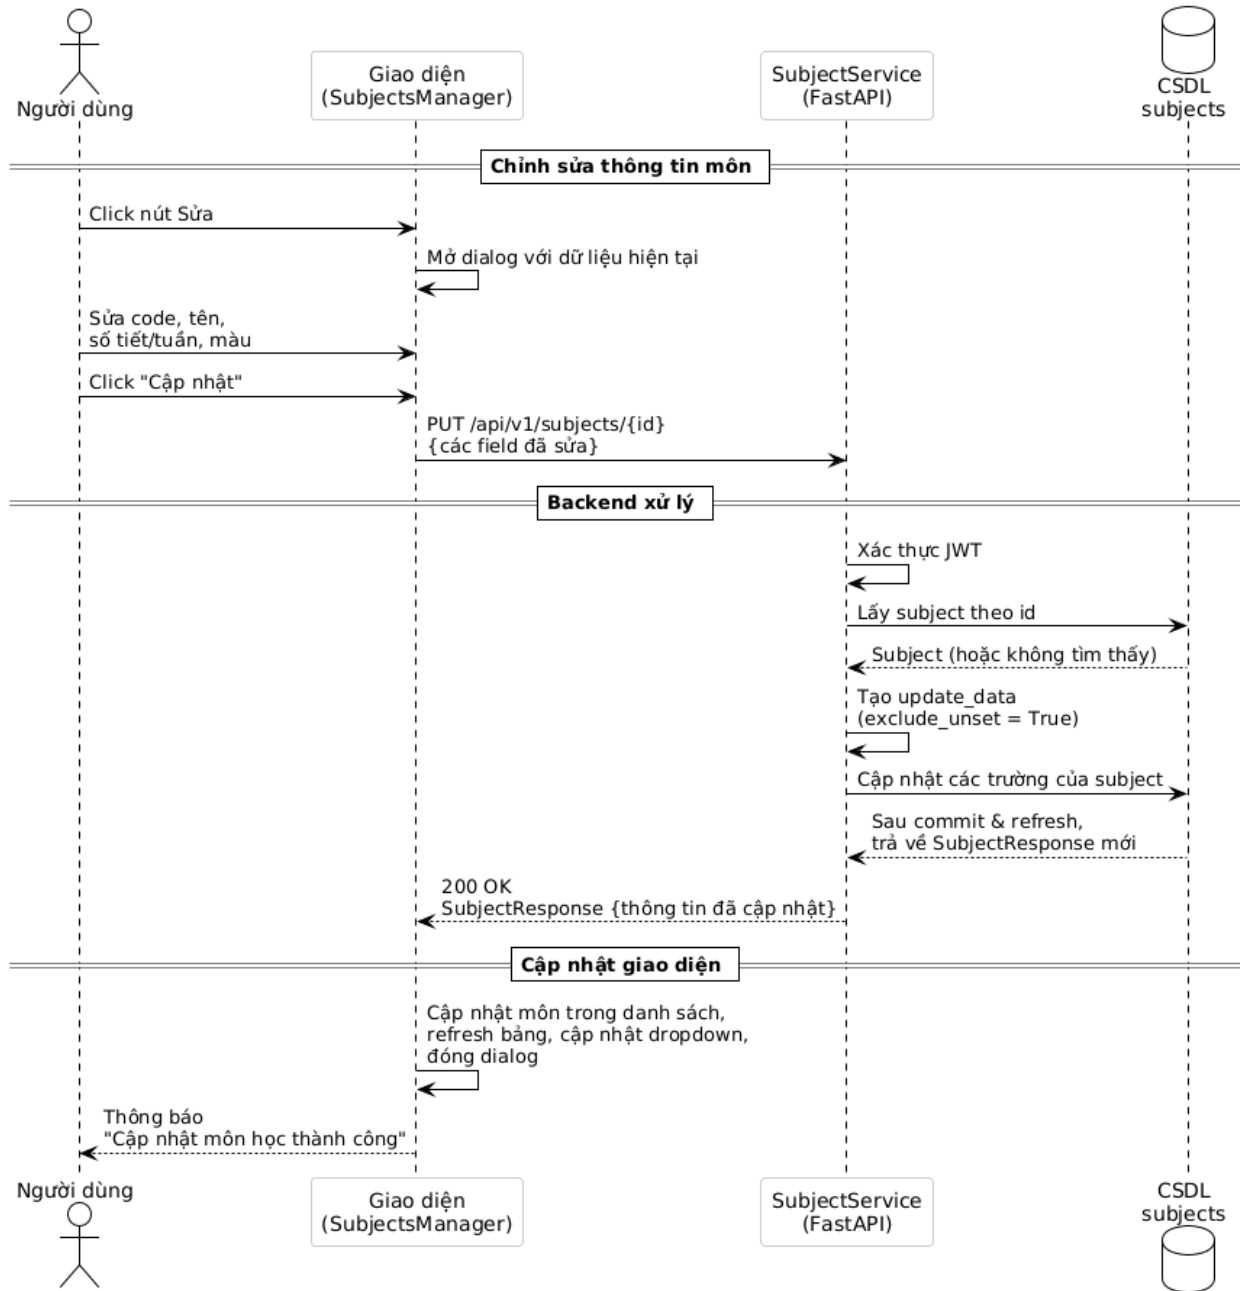 Người dùng
Giao diện
(SubjectsManager)
SubjectService
(FastAPI)
CSDL
subjects
Chỉnh sửa thông tin môn
Click nút Sửa
Mở dialog với dữ liệu hiện tại
Sửa code, tên,
số tiết/tuần, màu
Click "Cập nhật"
PUT /api/v1/subjects/{id}
{các field đã sửa}
Backend xử lý
Xác thực JWT
Lấy subject theo id
Subject (hoặc không tìm thấy)
Tạo update_data
(exclude_unset = True)
Cập nhật các trường của subject
Sau commit & refresh,
trả về SubjectResponse mới
200 OK
SubjectResponse {thông tin đã cập nhật}
Cập nhật giao diện
Cập nhật môn trong danh sách,
refresh bảng, cập nhật dropdown,
đóng dialog
Thông báo
"Cập nhật môn học thành công"
Người dùng
Giao diện
(SubjectsManager)
SubjectService
(FastAPI)
CSDL
subjects